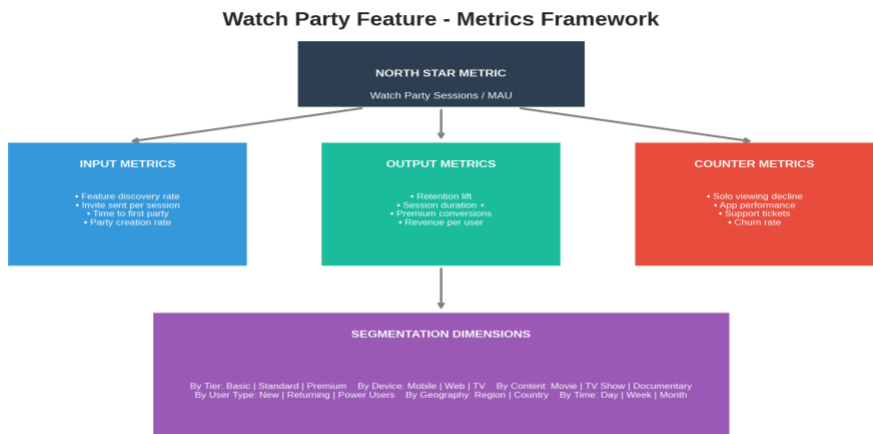 Watch Party Feature - Metrics Framework
NORTH STAR METRIC
Watch Party Sessions / MAU
INPUT METRICS
• Feature discovery rate
• Invite sent per session
• Time to first party
• Party creation rate
OUTPUT METRICS
• Retention lift
• Session duration +
• Premium conversions
• Revenue per user
COUNTER METRICS
• Solo viewing decline
• App performance
• Support tickets
• Churn rate
SEGMENTATION DIMENSIONS
By Tier: Basic | Standard | Premium    By Device: Mobile | Web | TV    By Content: Movie | TV Show | Documentary
By User Type: New | Returning | Power Users    By Geography: Region | Country    By Time: Day | Week | Month